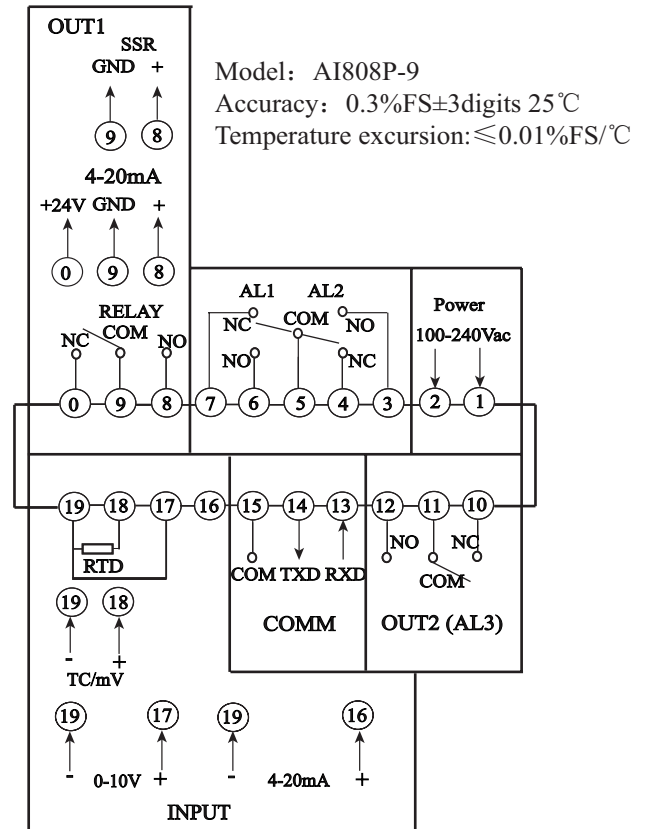 OUT1
SSR
GND +
Model：AI808P-9
Accuracy：0.3%FS±3digits 25℃
Temperature excursion:≤0.01%FS/℃
9 8
4-20mA
+24V GND +
0 9 8
AL1 AL2
Power
100-240Vac
RELAY
NC COM NO
NC COM NO
NO NC
0 9 8 7 6 5 4 3 2 1
19 18 17 16 15 14 13 12 11 10
RTD
NO NC
COM TXD RXD COM
19 18
COMM
OUT2 (AL3)
- +
TC/mV
19 17 19 16
- 0-10V + - 4-20mA +
INPUT